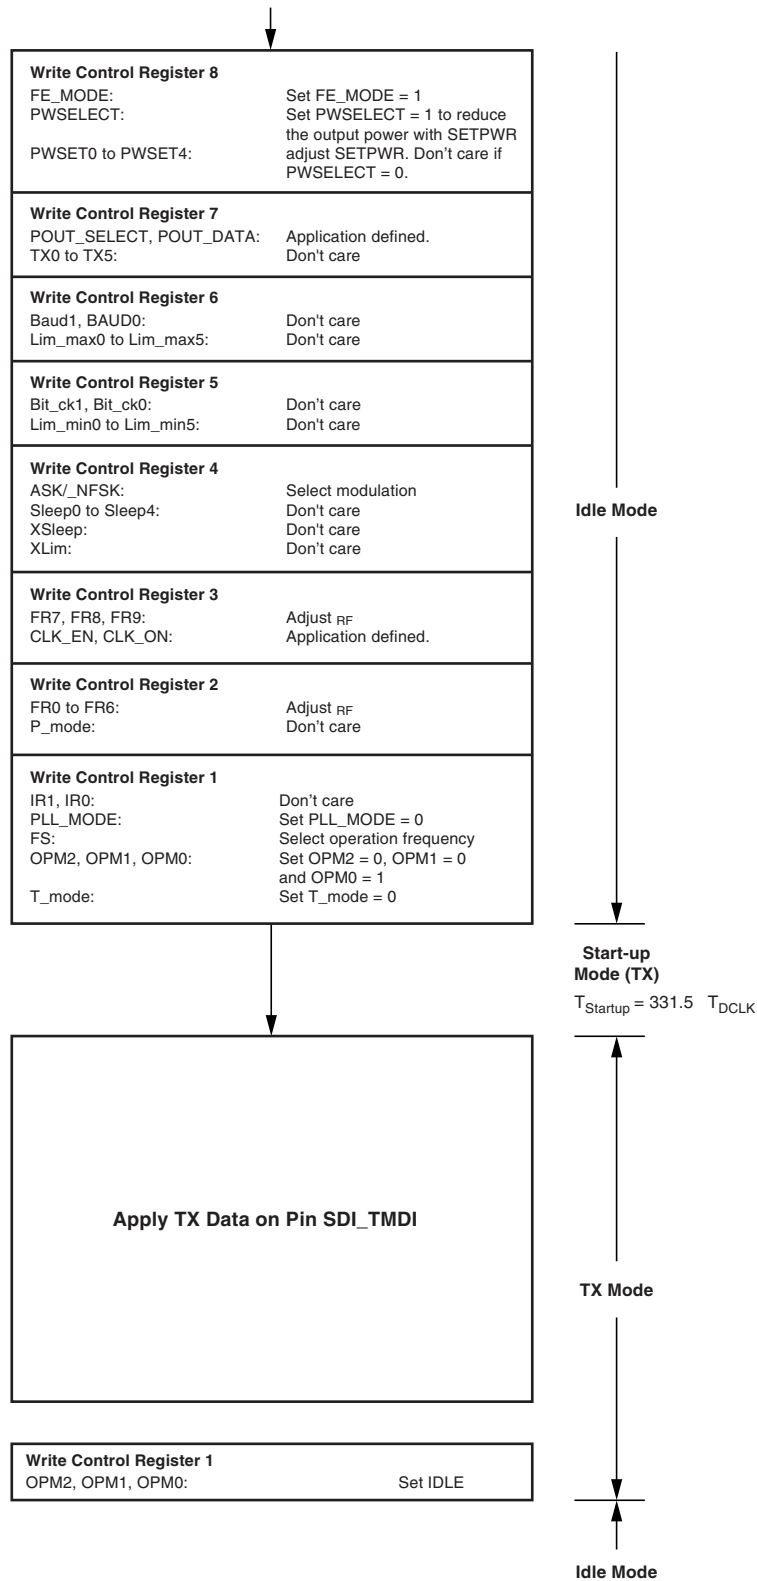 Write Control Register 8
FE_MODE: Set FE_MODE = 1
PWSELECT: Set PWSELECT = 1 to reduce
the output power with SETPWR
PWSET0 to PWSET4: adjust SETPWR. Don't care if
PWSELECT = 0.
Write Control Register 7
POUT_SELECT, POUT_DATA: Application defined.
TX0 to TX5: Don't care
Write Control Register 6
Baud1, BAUD0: Don't care
Lim_max0 to Lim_max5: Don't care
Write Control Register 5
Bit_ck1, Bit_ck0: Don't care
Lim_min0 to Lim_min5: Don't care
Write Control Register 4
ASK/_NFSK: Select modulation
Sleep0 to Sleep4: Don't care
XSleep: Don't care
XLim: Don't care
Idle Mode
Write Control Register 3
FR7, FR8, FR9: Adjust RF
CLK_EN, CLK_ON: Application defined.
Write Control Register 2
FR0 to FR6: Adjust RF
P_mode: Don't care
Write Control Register 1
IR1, IR0: Don't care
PLL_MODE: Set PLL_MODE = 0
FS: Select operation frequency
OPM2, OPM1, OPM0: Set OPM2 = 0, OPM1 = 0
and OPM0 = 1
T_mode: Set T_mode = 0
Start-up
Mode (TX)
TStartup = 331.5 TDCLK
Apply TX Data on Pin SDI_TMDI
TX Mode
Write Control Register 1
OPM2, OPM1, OPM0: Set IDLE
Idle Mode